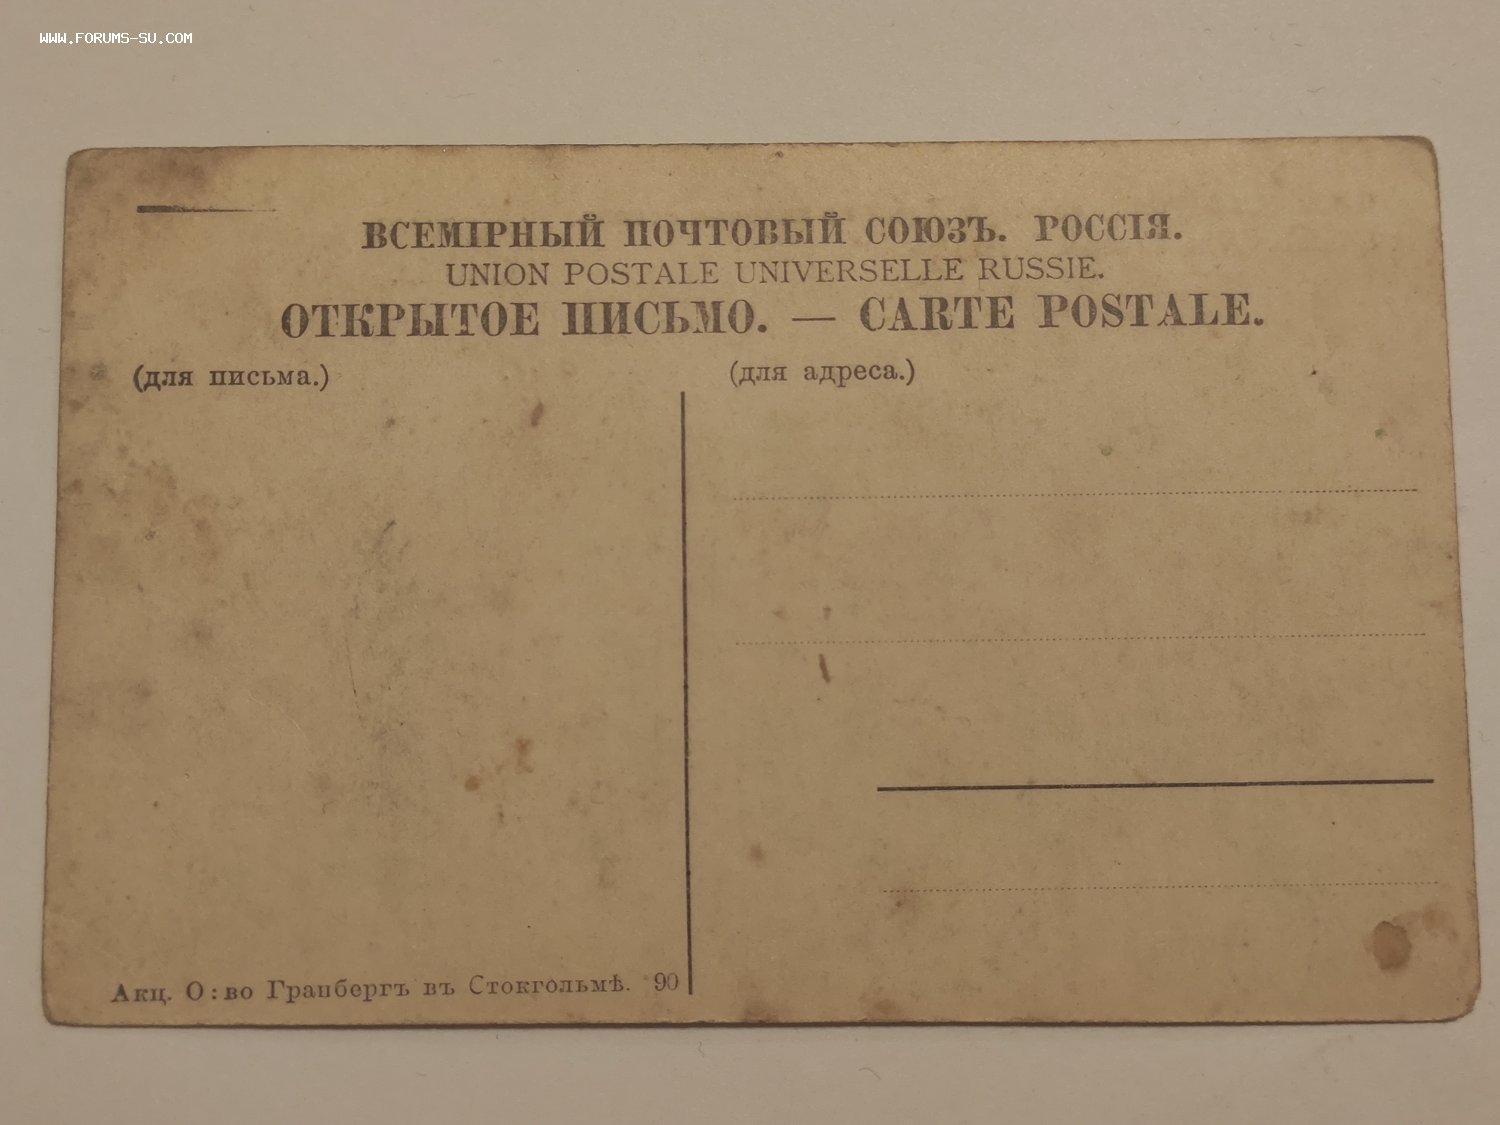 WWW.FORUMS-SU.COM
ВСЕМІРНЫЙ ПОЧТОВЫЙ СОЮЗЪ. РОССІЯ.
UNION POSTALE UNIVERSELLE RUSSIE.
ОТКРЫТОЕ ПИСЬМО. — CARTE POSTALE.
(для письма.)
(для адреса.)
Акц. О:во Гранбергъ въ Стокгольмѣ. 90